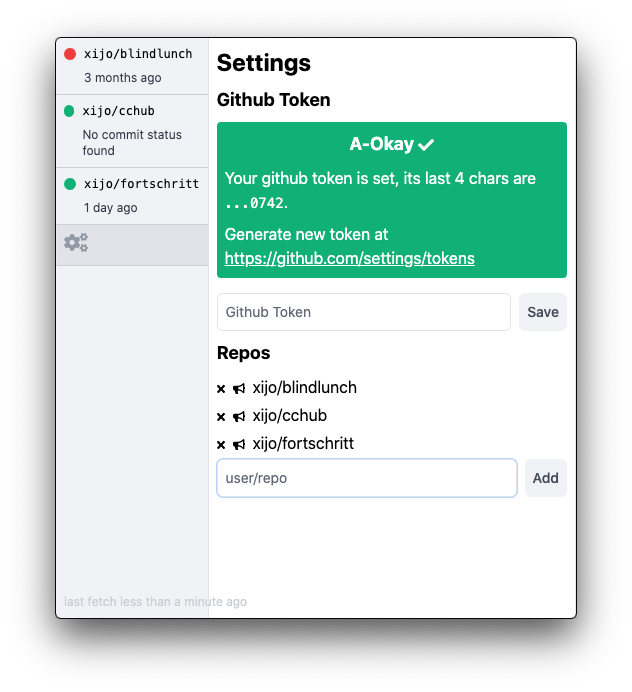 xijo/blindlunch
3 months ago
xijo/cchub
No commit status
found
xijo/fortschritt
1 day ago
last fetch less than a minute ago
Settings
Github Token
A-Okay
Your github token is set, its last 4 chars are
...0742.
Generate new token at
https://github.com/settings/tokens
Github Token
Save
Repos
xijo/blindlunch
xijo/cchub
xijo/fortschritt
user/repo
Add